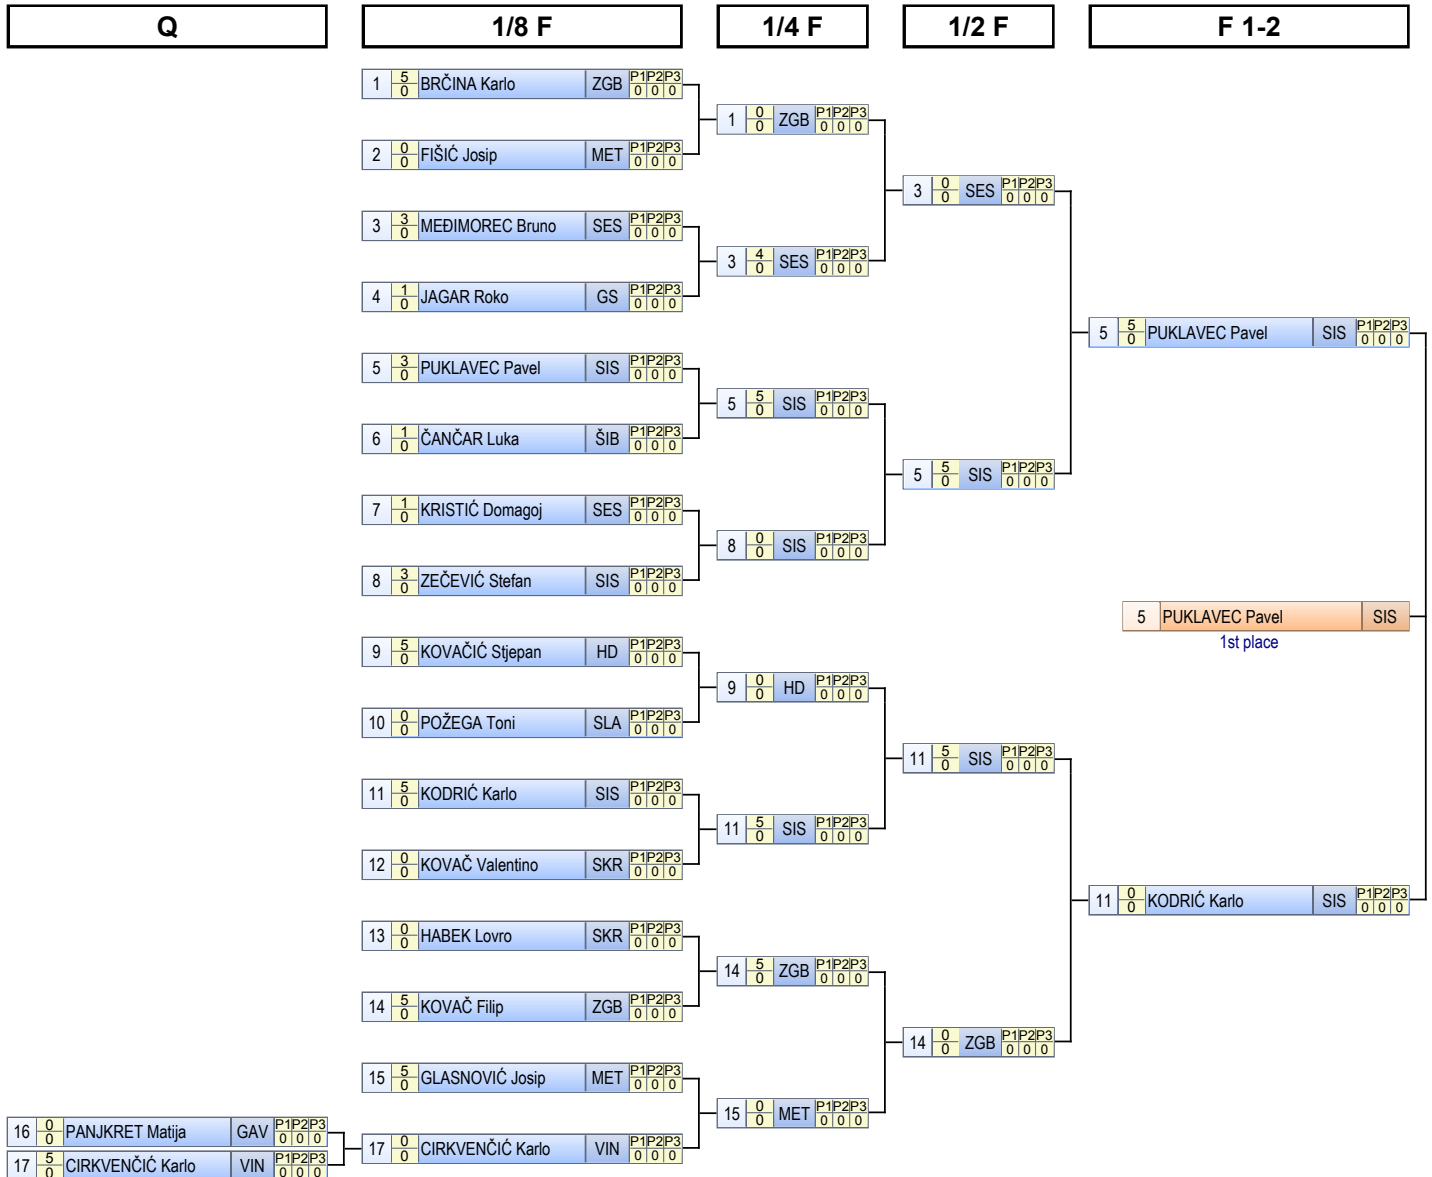 Q 1/8 F 1/4 F 1/2 F F 1-2
1 5 0 BRČINA Karlo ZGB P1 P2 P3 0 0 0
1 0 0 ZGB P1 P2 P3 0 0 0
2 0 0 FIŠIĆ Josip MET P1 P2 P3 0 0 0
3 0 0 SES P1 P2 P3 0 0 0
3 3 0 MEĐIMOREC Bruno SES P1 P2 P3 0 0 0
3 4 0 SES P1 P2 P3 0 0 0
4 1 0 JAGAR Roko GS P1 P2 P3 0 0 0
5 5 0 PUKLAVEC Pavel SIS P1 P2 P3 0 0 0
5 3 0 PUKLAVEC Pavel SIS P1 P2 P3 0 0 0
5 5 0 SIS P1 P2 P3 0 0 0
6 1 0 ČANČAR Luka ŠIB P1 P2 P3 0 0 0
5 5 0 SIS P1 P2 P3 0 0 0
7 1 0 KRISTIĆ Domagoj SES P1 P2 P3 0 0 0
8 0 0 SIS P1 P2 P3 0 0 0
8 3 0 ZEČEVIĆ Stefan SIS P1 P2 P3 0 0 0
5 PUKLAVEC Pavel SIS
1st place
9 5 0 KOVAČIĆ Stjepan HD P1 P2 P3 0 0 0
9 0 0 HD P1 P2 P3 0 0 0
10 0 0 POŽEGA Toni SLA P1 P2 P3 0 0 0
11 5 0 SIS P1 P2 P3 0 0 0
11 5 0 KODRIĆ Karlo SIS P1 P2 P3 0 0 0
11 5 0 SIS P1 P2 P3 0 0 0
12 0 0 KOVAČ Valentino SKR P1 P2 P3 0 0 0
11 0 0 KODRIĆ Karlo SIS P1 P2 P3 0 0 0
13 0 0 HABEK Lovro SKR P1 P2 P3 0 0 0
14 5 0 ZGB P1 P2 P3 0 0 0
14 5 0 KOVAČ Filip ZGB P1 P2 P3 0 0 0
14 0 0 ZGB P1 P2 P3 0 0 0
15 5 0 GLASNOVIĆ Josip MET P1 P2 P3 0 0 0
15 0 0 MET P1 P2 P3 0 0 0
16 0 0 PANJKRET Matija GAV P1 P2 P3 0 0 0
17 0 0 CIRKVENČIĆ Karlo VIN P1 P2 P3 0 0 0
17 5 0 CIRKVENČIĆ Karlo VIN P1 P2 P3 0 0 0